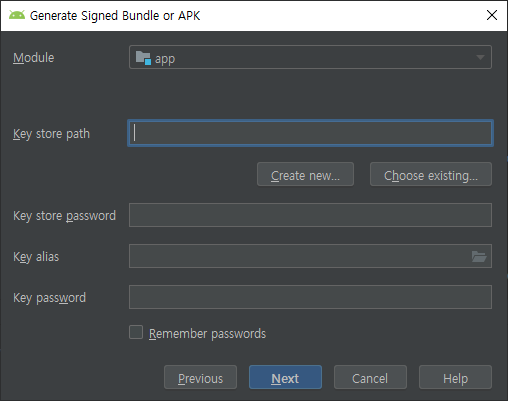 Generate Signed Bundle or APK
Module
app
Key store path
Create new...
Choose existing...
Key store password
Key alias
Key password
Remember passwords
Previous
Next
Cancel
Help